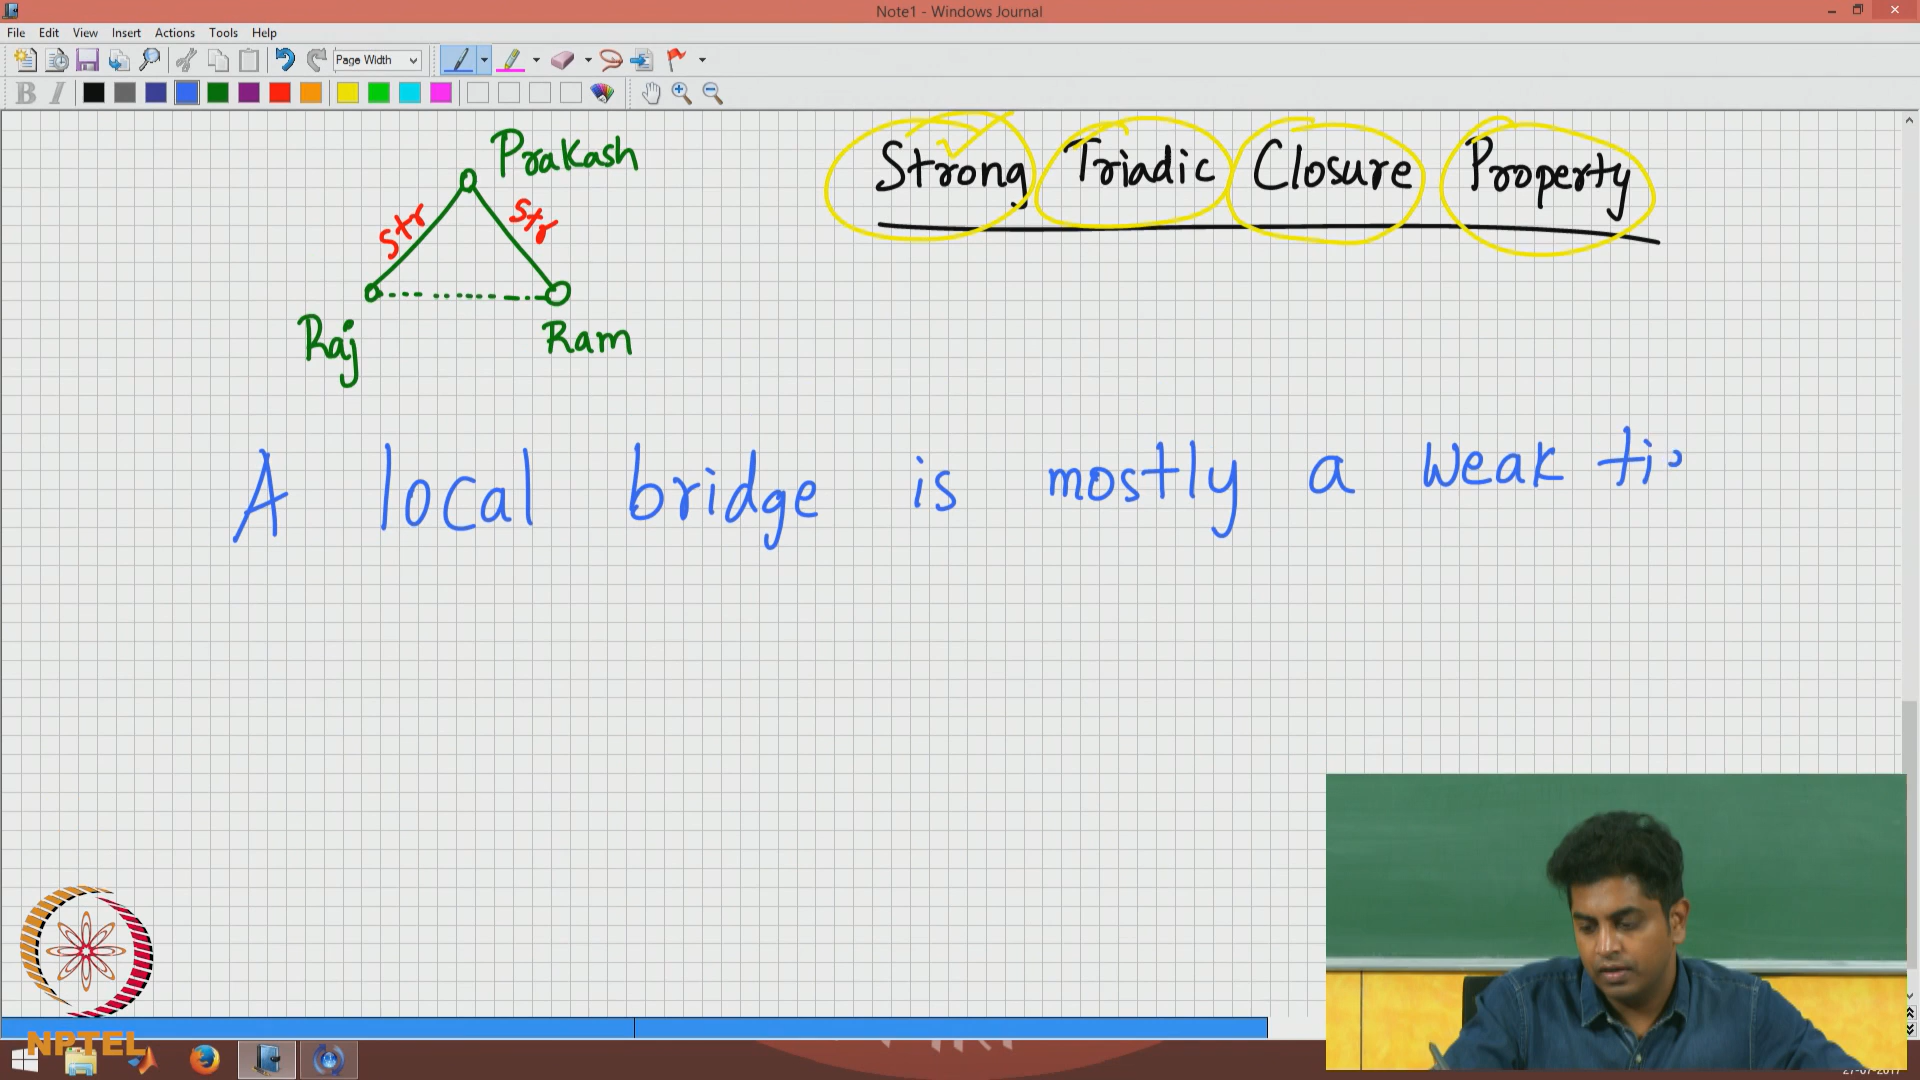 Note1 - Windows Journal
File Edit View Insert Actions Tools Help
Page Width
B I
Prakash
Strong Triadic Closure Property
str str
Raj Ram
A local bridge is mostly a weak ti
NPTEL